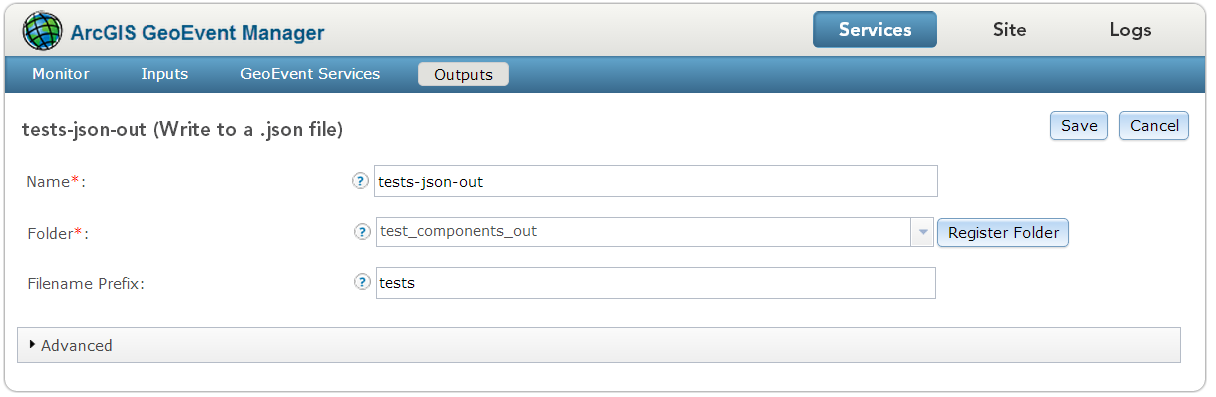 ArcGIS GeoEvent Manager
Services Site Logs
Monitor Inputs GeoEvent Services Outputs
tests-json-out (Write to a .json file)
Save Cancel
Name*: ? tests-json-out
Folder*: ? test_components_out Register Folder
Filename Prefix: ? tests
Advanced